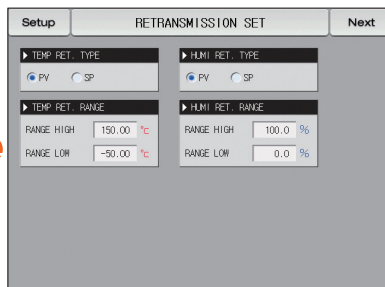 Setup RETRANSMISSION SET Next
▶ TEMP RET. TYPE
PV SP
▶ HUMI RET. TYPE
PV SP
▶ TEMP RET. RANGE
RANGE HIGH 150.00 °C
RANGE LOW -50.00 °C
▶ HUMI RET. RANGE
RANGE HIGH 100.0 %
RANGE LOW 0.0 %